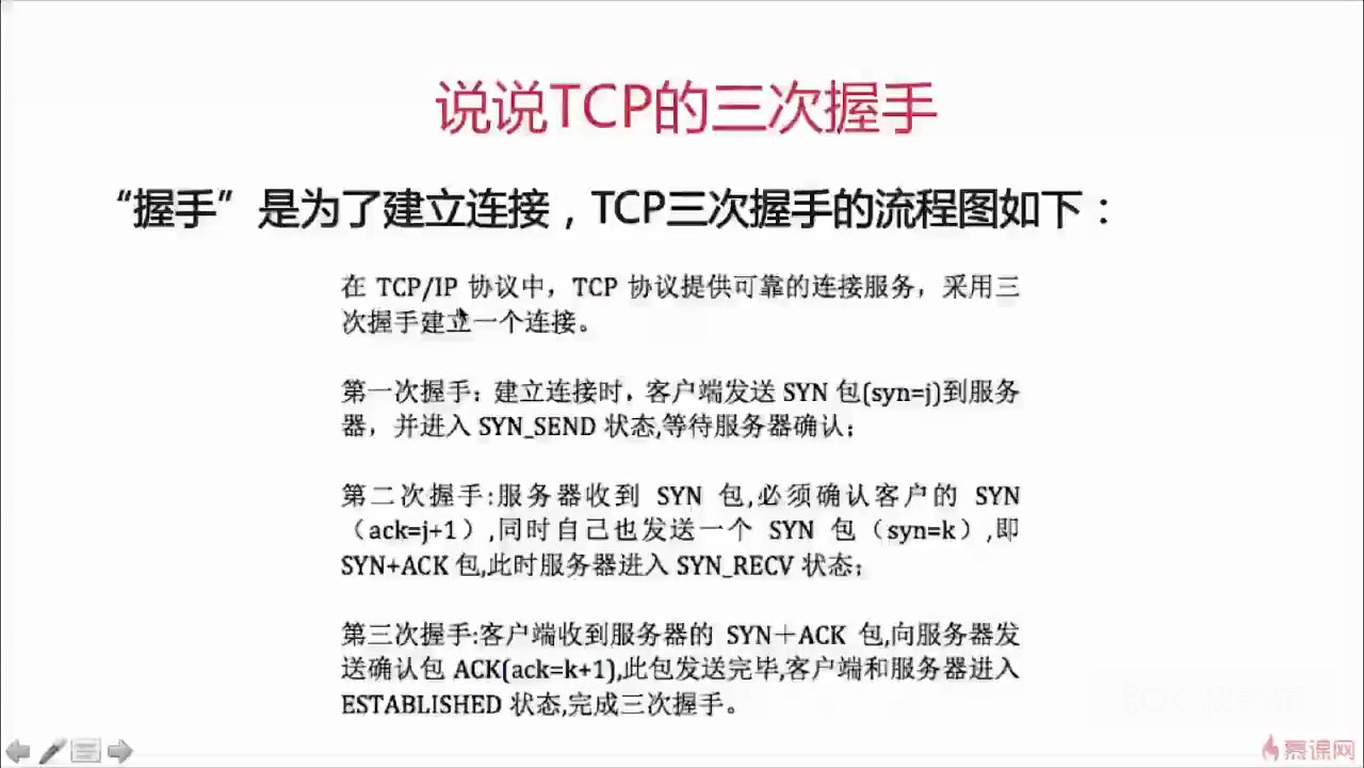 说说TCP的三次握手
“握手”是为了建立连接，TCP三次握手的流程图如下：
在 TCP/IP 协议中，TCP 协议提供可靠的连接服务，采用三
次握手建立一个连接。
第一次握手：建立连接时，客户端发送 SYN 包(syn=j)到服务
器，并进入 SYN_SEND 状态,等待服务器确认；
第二次握手:服务器收到 SYN 包,必须确认客户的 SYN
（ack=j+1）,同时自己也发送一个 SYN 包（syn=k）,即
SYN+ACK 包,此时服务器进入 SYN_RECV 状态；
第三次握手:客户端收到服务器的 SYN＋ACK 包,向服务器发
送确认包 ACK(ack=k+1),此包发送完毕,客户端和服务器进入
ESTABLISHED 状态,完成三次握手。
慕课网